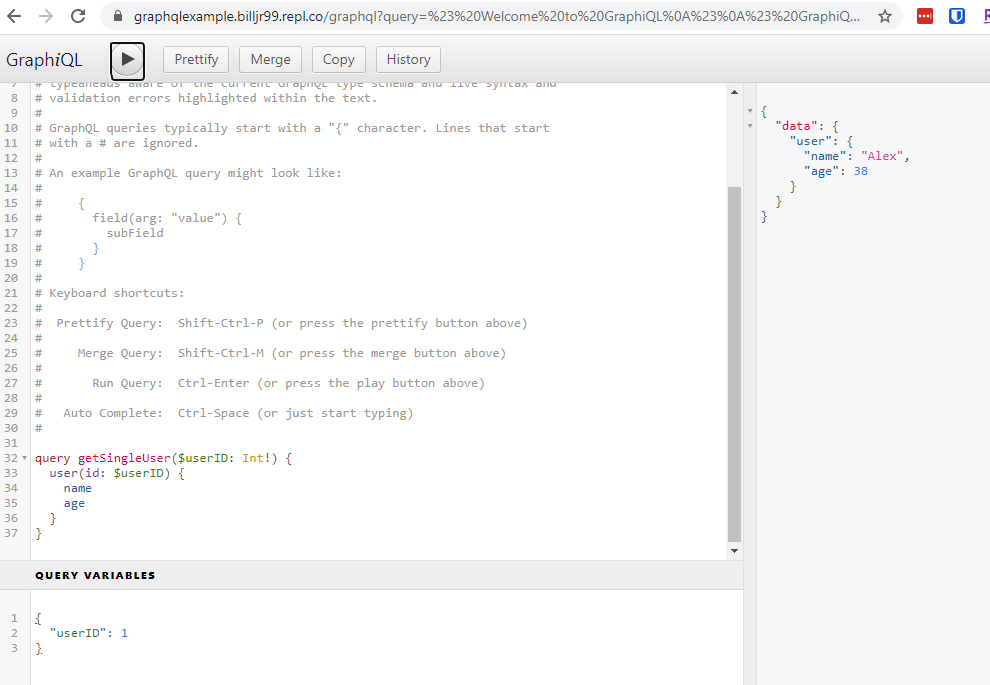 graphqlexample.billjr99.repl.co/graphql?query=%23%20Welcome%20to%20GraphiQL%0A%23%0A%23%20GraphiQ...
GraphiQL Prettify Merge Copy History
7 # typeaheads aware of the current GraphQL type schema and live syntax and
8 # validation errors highlighted within the text.
9 #
10 # GraphQL queries typically start with a "{" character. Lines that start
11 # with a # are ignored.
12 #
13 # An example GraphQL query might look like:
14 #
15 #     {
16 #       field(arg: "value") {
17 #         subField
18 #       }
19 #     }
20 #
21 # Keyboard shortcuts:
22 #
23 #  Prettify Query:  Shift-Ctrl-P (or press the prettify button above)
24 #
25 #     Merge Query:  Shift-Ctrl-M (or press the merge button above)
26 #
27 #       Run Query:  Ctrl-Enter (or press the play button above)
28 #
29 #   Auto Complete:  Ctrl-Space (or just start typing)
30 #
31
32 query getSingleUser($userID: Int!) {
33   user(id: $userID) {
34     name
35     age
36   }
37 }
QUERY VARIABLES
1 {
2   "userID": 1
3 }
{
  "data": {
    "user": {
      "name": "Alex",
      "age": 38
    }
  }
}